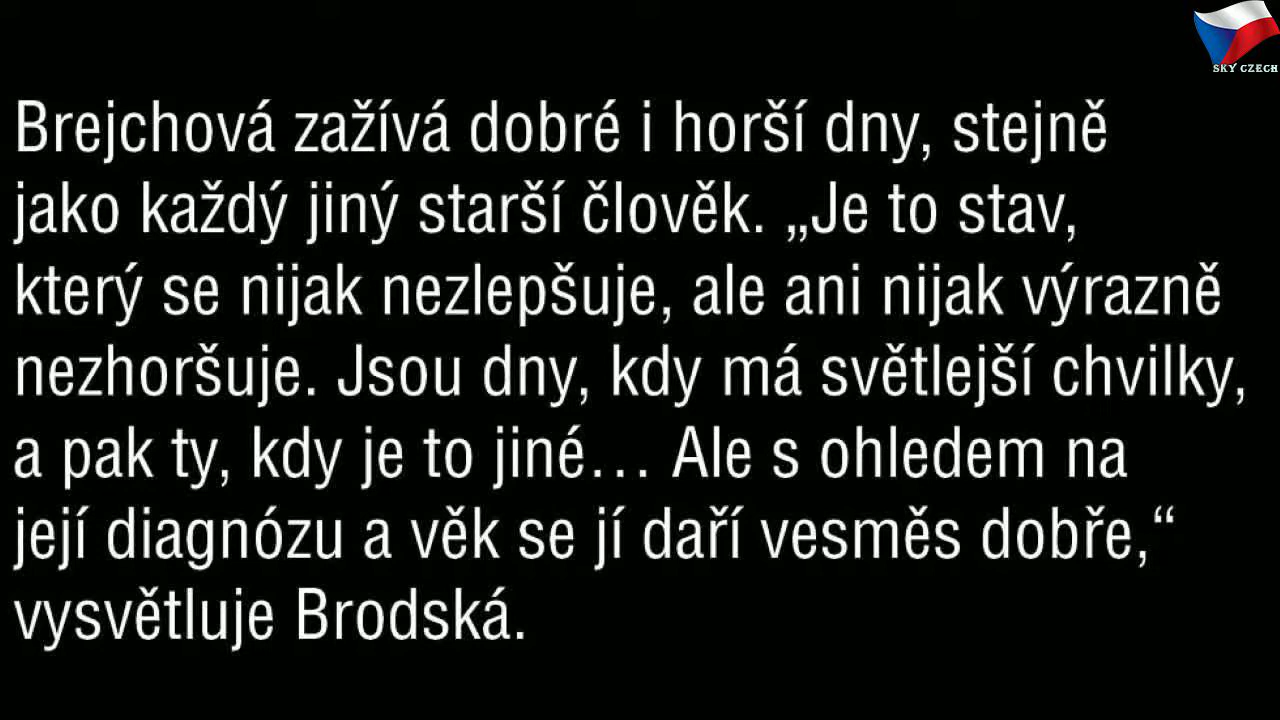 SKY CZECH
Brejchová zažívá dobré i horší dny, stejně
jako každý jiný starší člověk. „Je to stav,
který se nijak nezlepšuje, ale ani nijak výrazně
nezhoršuje. Jsou dny, kdy má světlejší chvilky,
a pak ty, kdy je to jiné… Ale s ohledem na
její diagnózu a věk se jí daří vesměs dobře,“
vysvětluje Brodská.